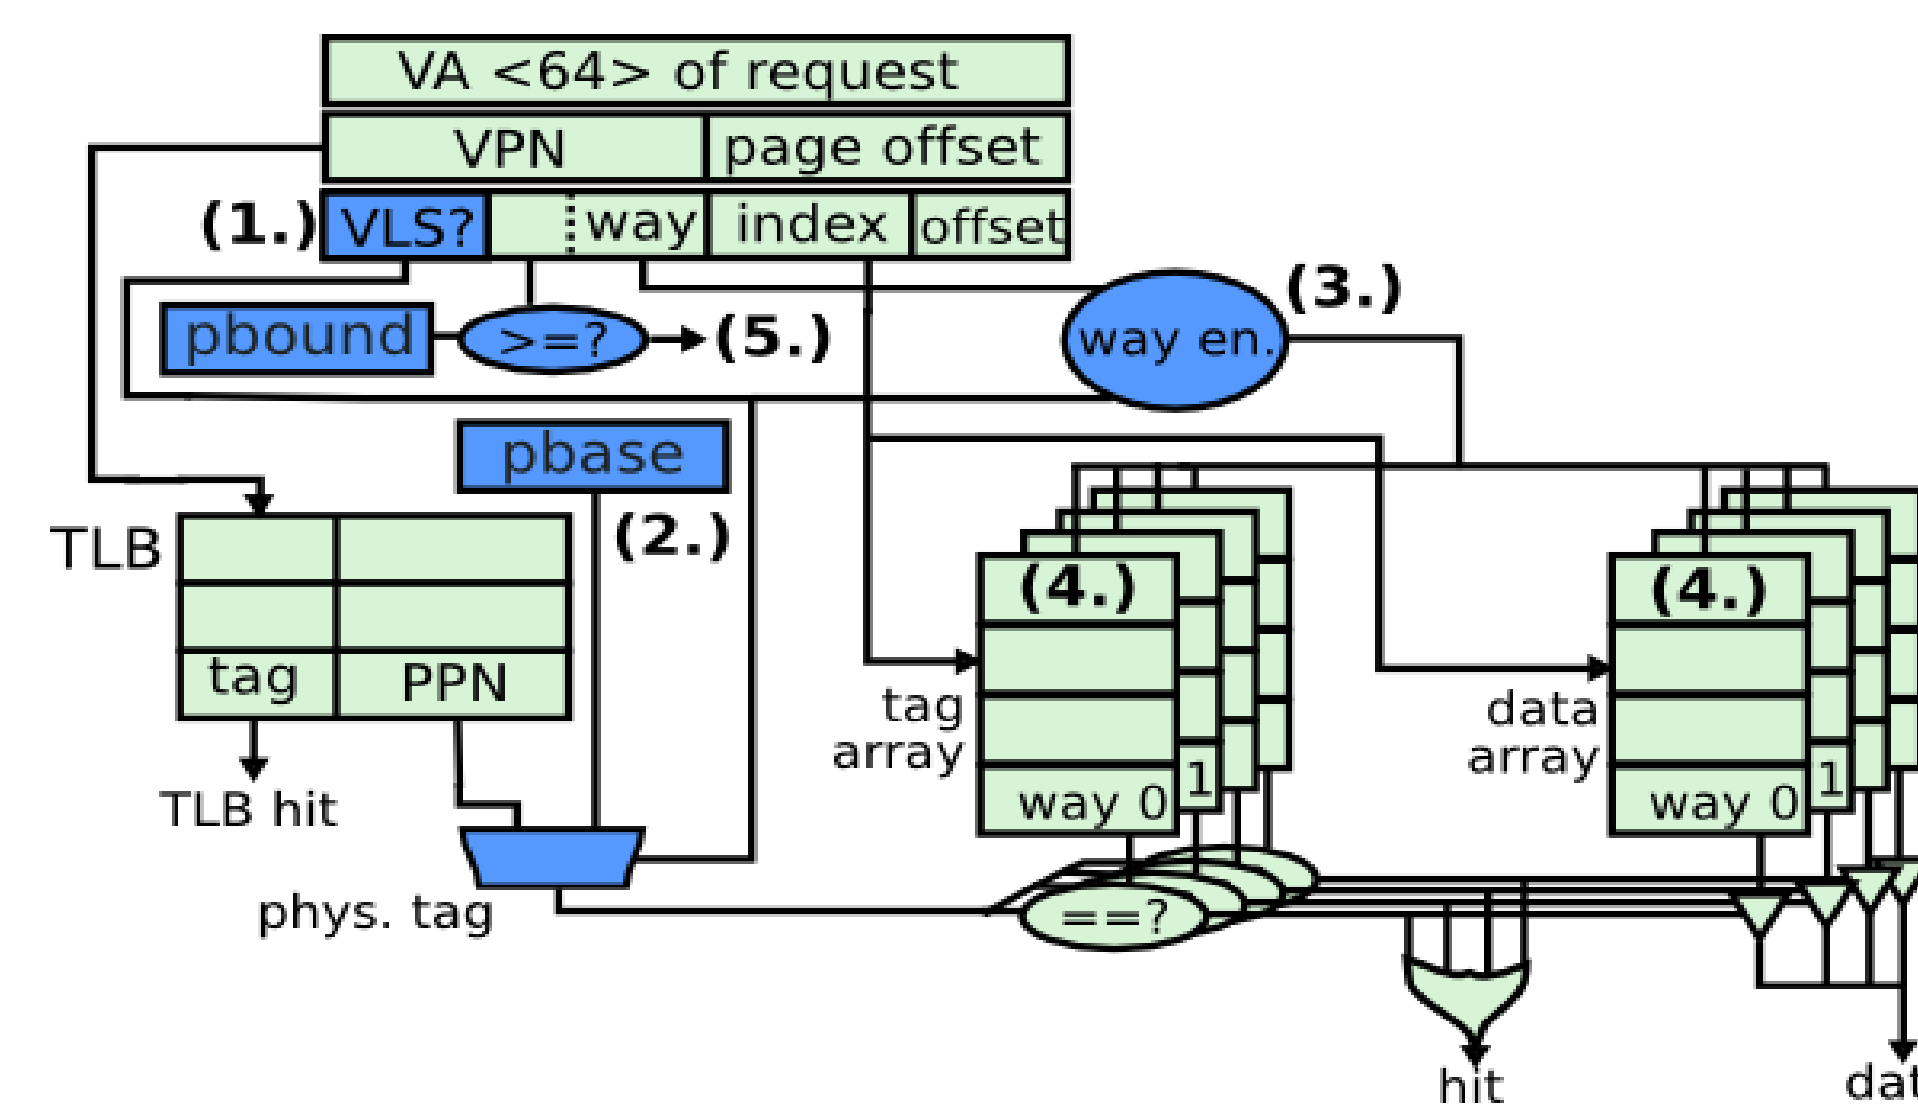 VA <64> of request
VPN page offset
(1.) VLS? way index offset
(3.)
pbound >=? (5.) way en.
pbase
(2.)
TLB
(4.) (4.)
tag PPN
tag array
data array
1 1
way 0 way 0
TLB hit
phys. tag
==?
hit
dat